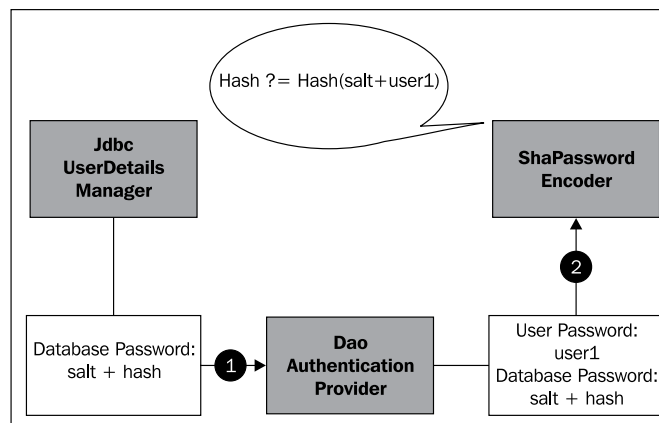 Hash ?= Hash(salt+user1)
Jdbc
UserDetails
Manager
ShaPassword
Encoder
2
Database Password:
salt + hash
1
Dao
Authentication
Provider
User Password:
user1
Database Password:
salt + hash